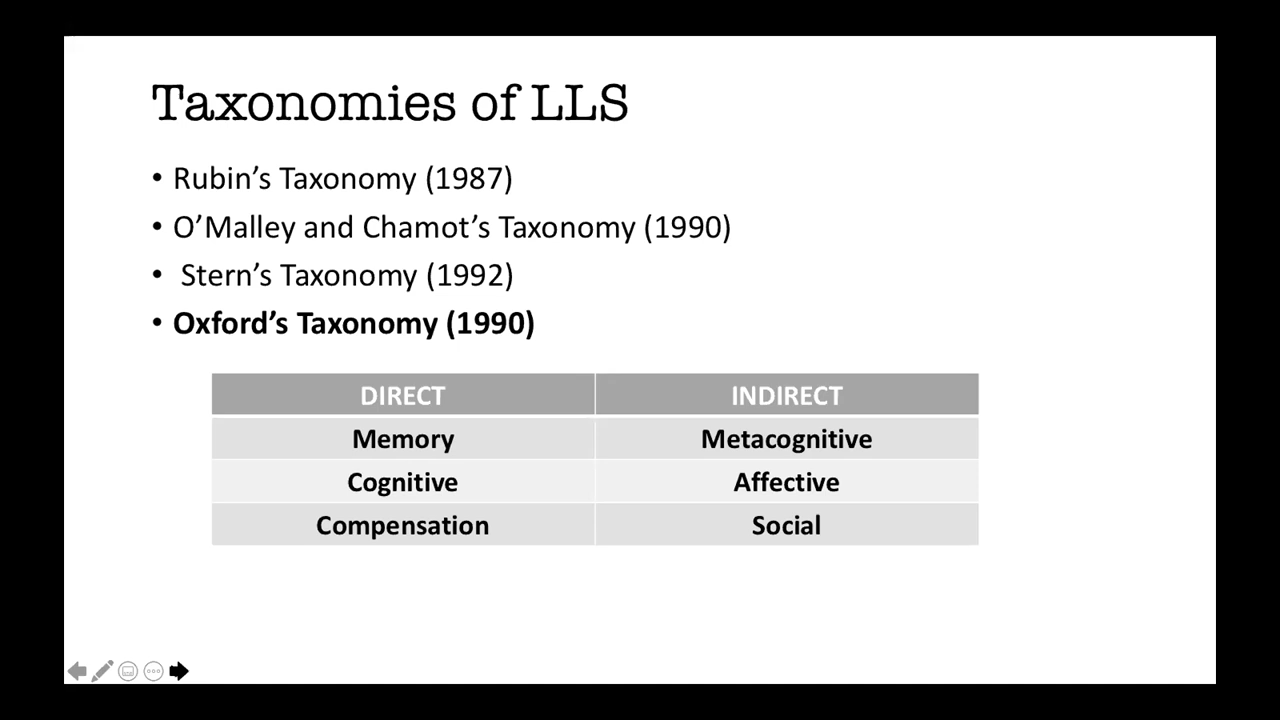 Taxonomies of LLS
• Rubin’s Taxonomy (1987)
• O’Malley and Chamot’s Taxonomy (1990)
• Stern’s Taxonomy (1992)
• Oxford’s Taxonomy (1990)
DIRECT INDIRECT
Memory Metacognitive
Cognitive Affective
Compensation Social